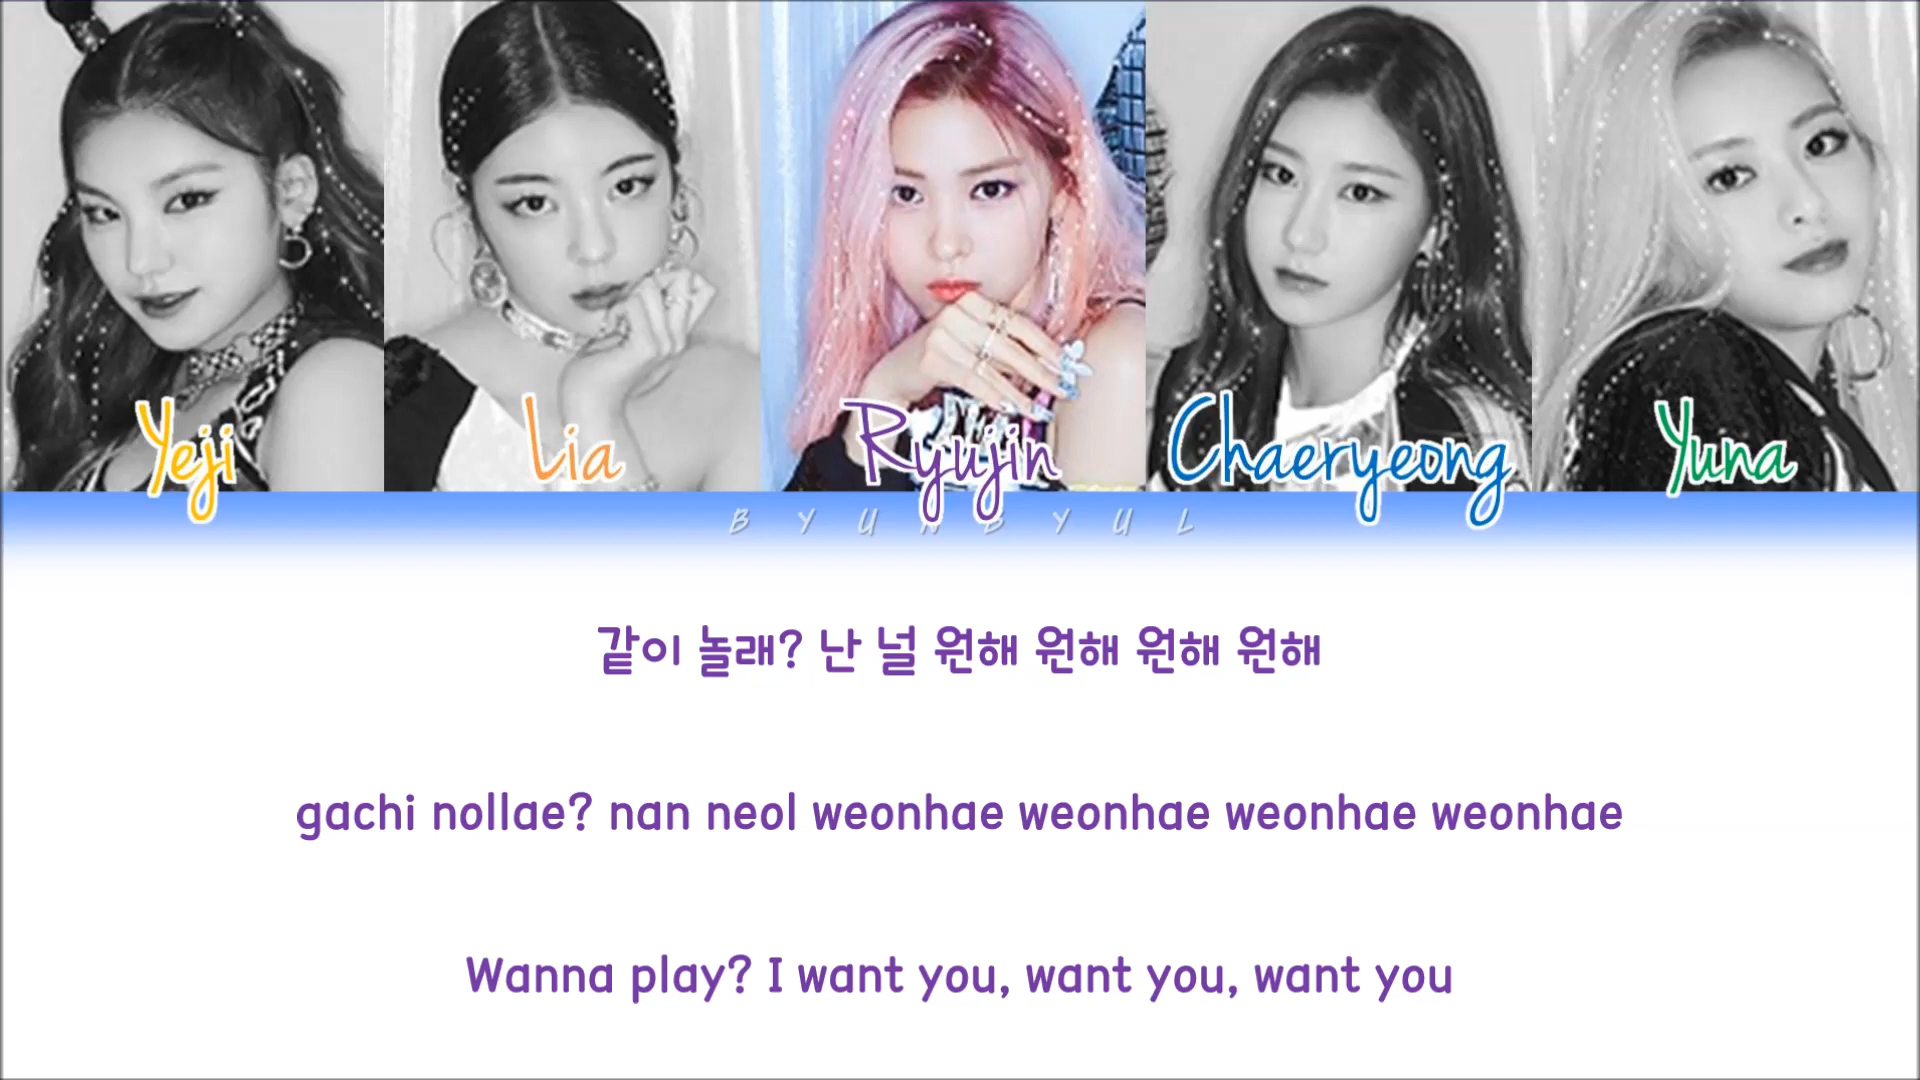 Yeji Lia Ryujin Chaeryeong Yuna
BYUNBYUL
같이 놀래? 난 널 원해 원해 원해 원해
gachi nollae? nan neol weonhae weonhae weonhae weonhae
Wanna play? I want you, want you, want you